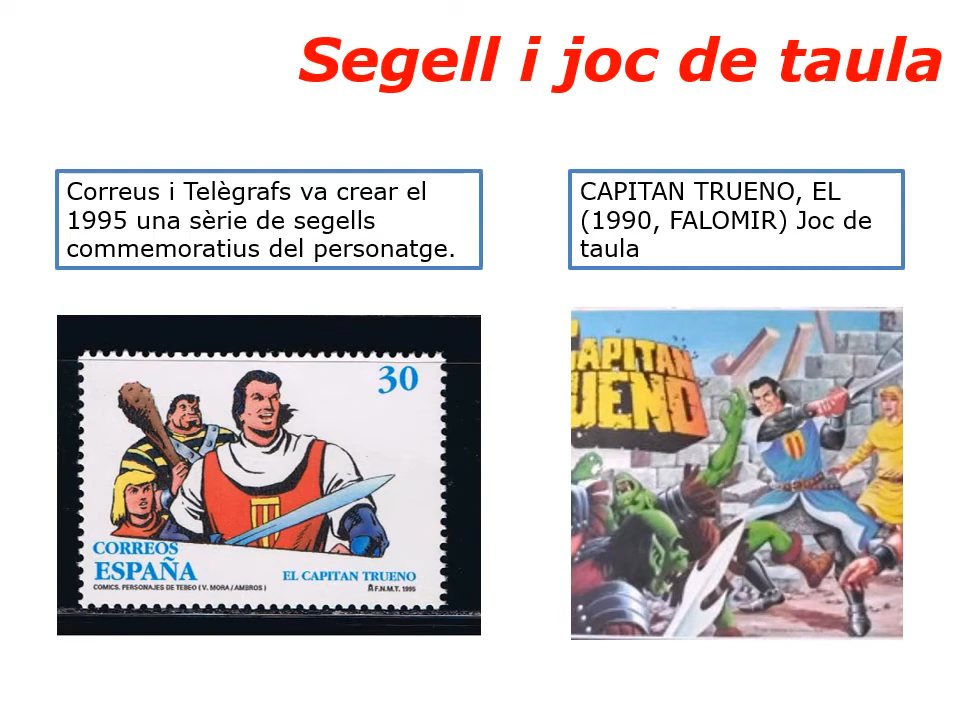 Segell i joc de taula
Correus i Telègrafs va crear el
1995 una sèrie de segells
commemoratius del personatge.
CAPITAN TRUENO, EL
(1990, FALOMIR) Joc de
taula
30
CORREOS
ESPAÑA
EL CAPITAN TRUENO
COMICS. PERSONAJES DE TEBEO ( V. MORA / AMBROS )
F.N.M.T. 1995
CAPITAN
UENO